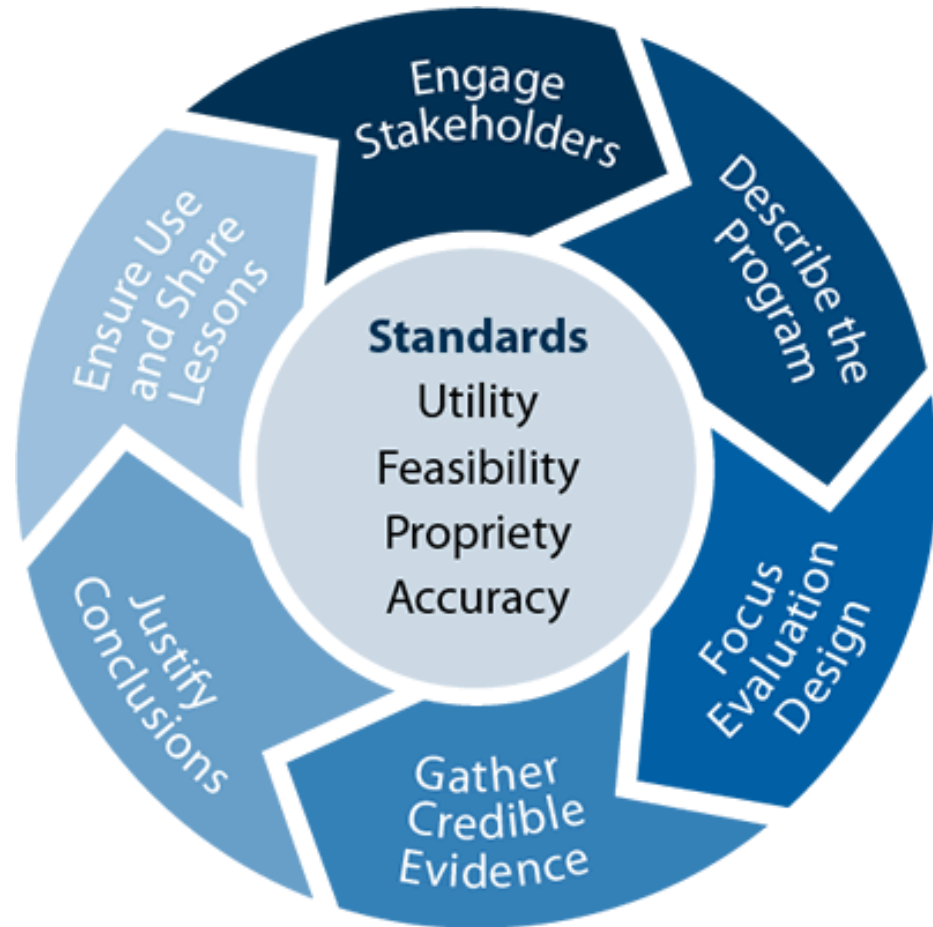 Engage
Stakeholders
Describe the
Program
Focus
Evaluation
Design
Gather
Credible
Evidence
Justify
Conclusions
Ensure Use
and Share
Lessons
Standards
Utility
Feasibility
Propriety
Accuracy